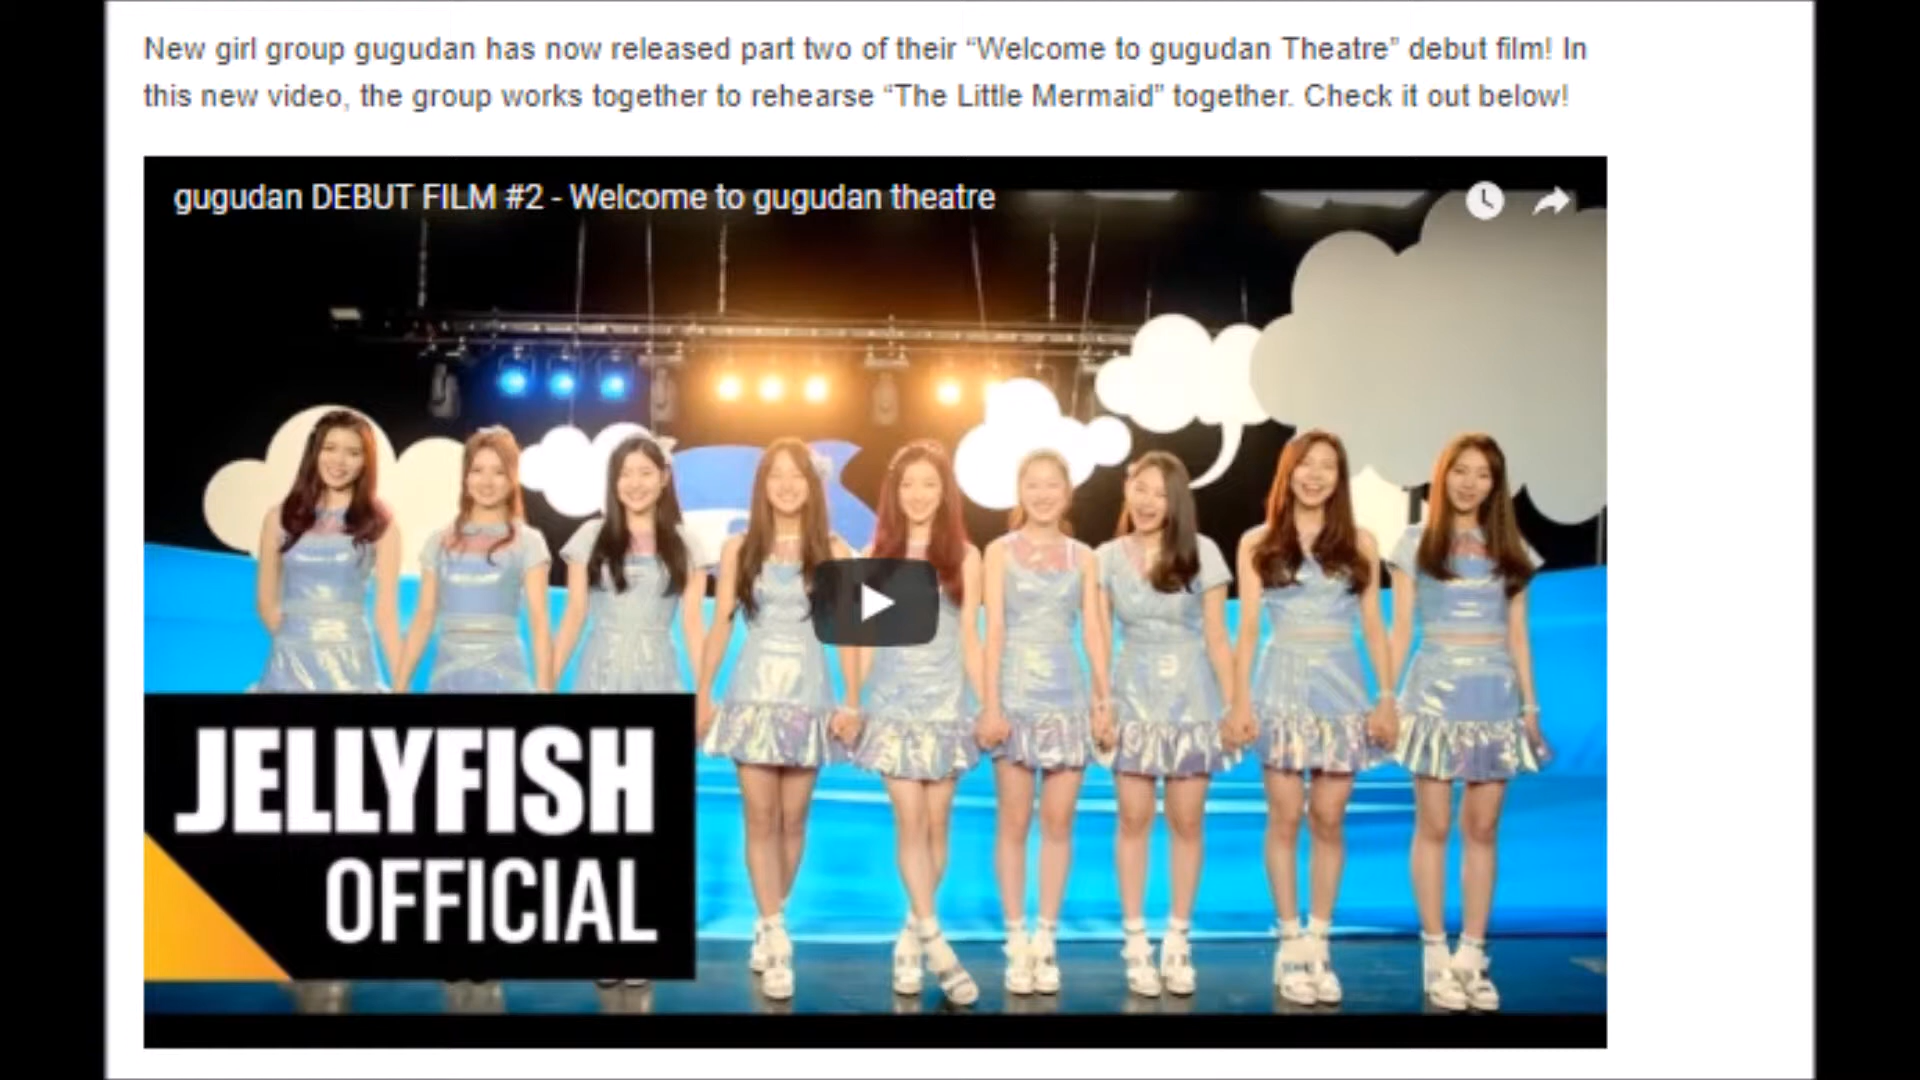 New girl group gugudan has now released part two of their “Welcome to gugudan Theatre” debut film! In
this new video, the group works together to rehearse “The Little Mermaid” together. Check it out below!
gugudan DEBUT FILM #2 - Welcome to gugudan theatre
JELLYFISH
OFFICIAL